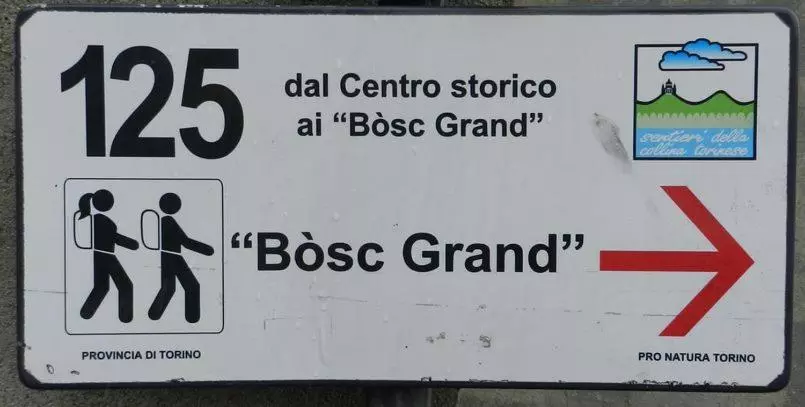 125
dal Centro storico
ai “Bòsc Grand”
sentieri della
collina torinese
“Bòsc Grand”
PROVINCIA DI TORINO
PRO NATURA TORINO